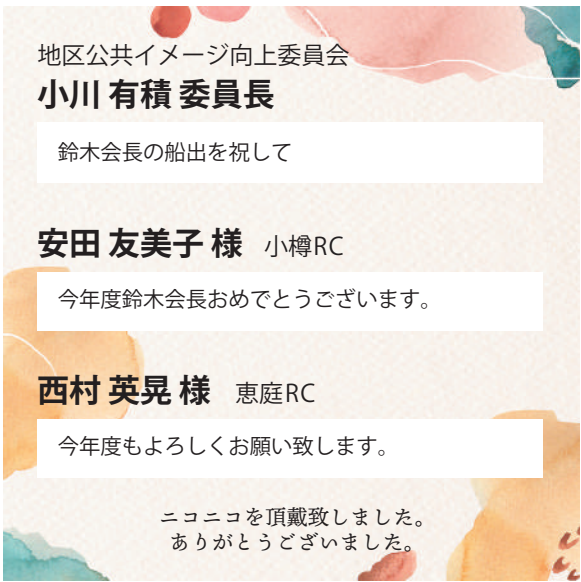 地区公共イメージ向上委員会
小川 有積 委員長
鈴木会長の船出を祝して
安田 友美子 様 小樽RC
今年度鈴木会長おめでとうございます。
西村 英晃 様 恵庭RC
今年度もよろしくお願い致します。
ニコニコを頂戴致しました。
ありがとうございました。